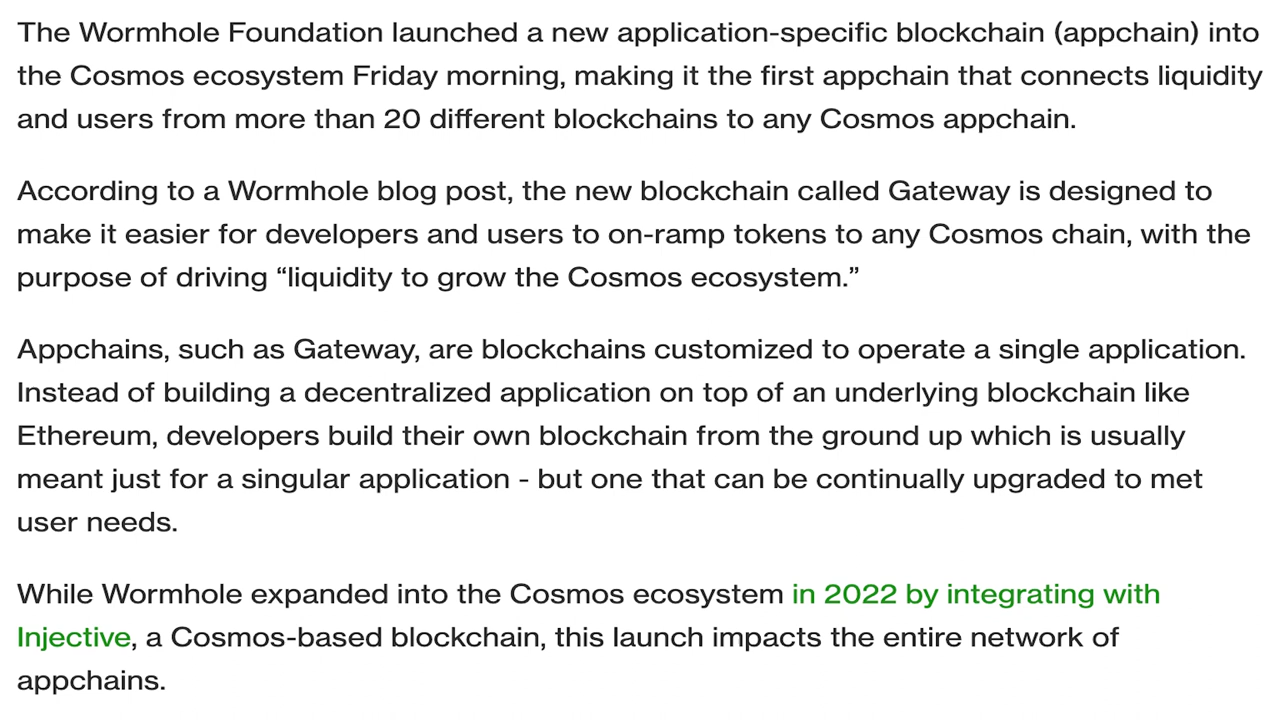 The Wormhole Foundation launched a new application-specific blockchain (appchain) into
the Cosmos ecosystem Friday morning, making it the first appchain that connects liquidity
and users from more than 20 different blockchains to any Cosmos appchain.
According to a Wormhole blog post, the new blockchain called Gateway is designed to
make it easier for developers and users to on-ramp tokens to any Cosmos chain, with the
purpose of driving “liquidity to grow the Cosmos ecosystem.”
Appchains, such as Gateway, are blockchains customized to operate a single application.
Instead of building a decentralized application on top of an underlying blockchain like
Ethereum, developers build their own blockchain from the ground up which is usually
meant just for a singular application - but one that can be continually upgraded to met
user needs.
While Wormhole expanded into the Cosmos ecosystem in 2022 by integrating with
Injective, a Cosmos-based blockchain, this launch impacts the entire network of
appchains.